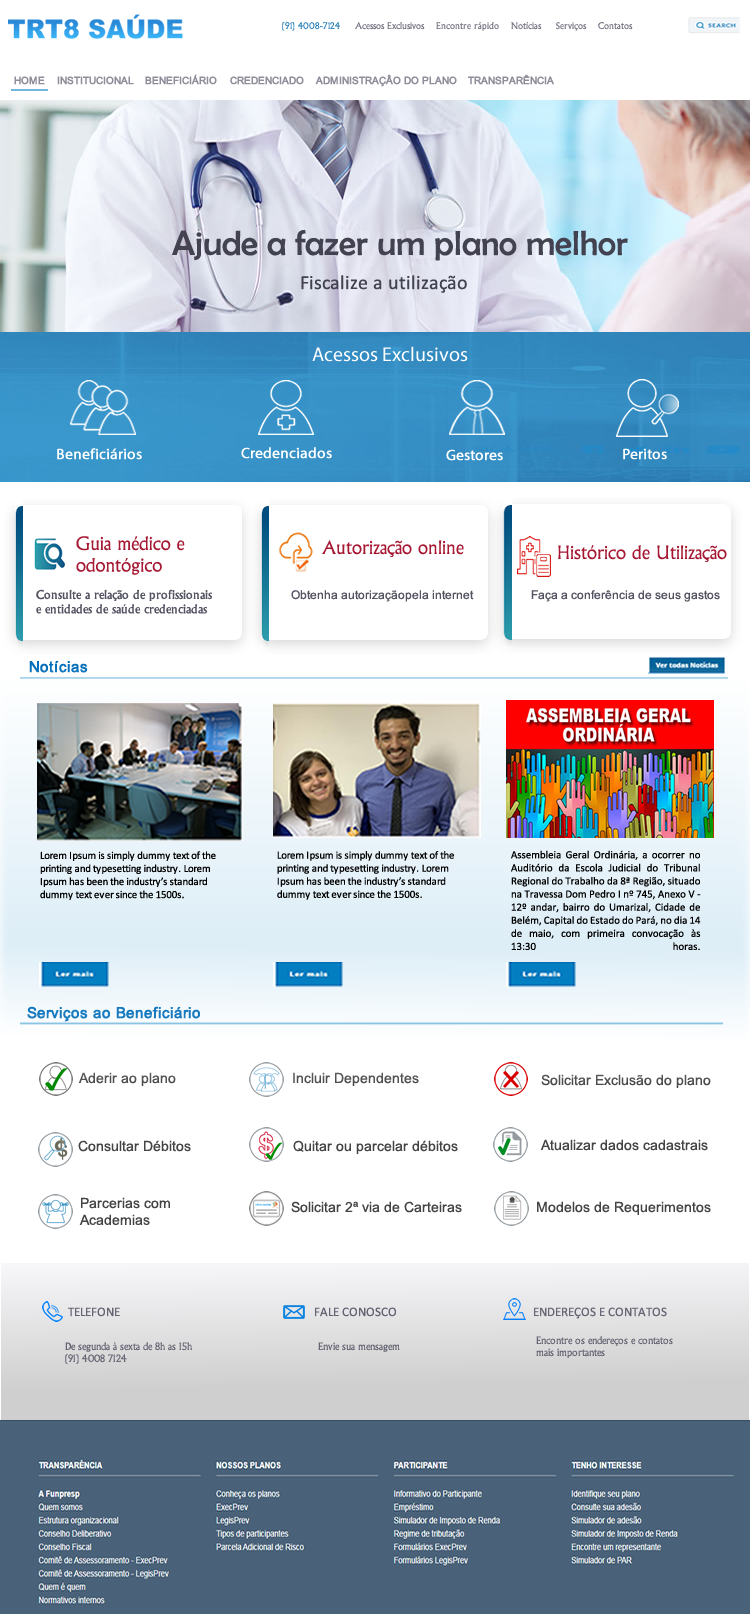 TRT8 SAÚDE
(91) 4008-7124 Acessos Exclusivos Encontre rápido Notícias Serviços Contatos
SEARCH
HOME INSTITUCIONAL BENEFICIÁRIO CREDENCIADO ADMINISTRAÇÃO DO PLANO TRANSPARÊNCIA
Ajude a fazer um plano melhor
Fiscalize a utilização
Acessos Exclusivos
Beneficiários Credenciados Gestores Peritos
Guia médico e
odontógico
Consulte a relação de profissionais
e entidades de saúde credenciadas
Autorização online
Obtenha autorizaçãopela internet
Histórico de Utilização
Faça a conferência de seus gastos
Notícias
Ver todas Notícias
Lorem Ipsum is simply dummy text of the
printing and typesetting industry. Lorem
Ipsum has been the industry's standard
dummy text ever since the 1500s.
Ler mais
Lorem Ipsum is simply dummy text of the
printing and typesetting industry. Lorem
Ipsum has been the industry's standard
dummy text ever since the 1500s.
Ler mais
ASSEMBLEIA GERAL
ORDINÁRIA
Assembleia Geral Ordinária, a ocorrer no
Auditório da Escola Judicial do Tribunal
Regional do Trabalho da 8ª Região, situado
na Travessa Dom Pedro I nº 745, Anexo V -
12º andar, bairro do Umarizal, Cidade de
Belém, Capital do Estado do Pará, no dia 14
de maio, com primeira convocação às
13:30 horas.
Ler mais
Serviços ao Beneficiário
Aderir ao plano
Incluir Dependentes
Solicitar Exclusão do plano
Consultar Débitos
Quitar ou parcelar débitos
Atualizar dados cadastrais
Parcerias com
Academias
Solicitar 2ª via de Carteiras
Modelos de Requerimentos
TELEFONE
De segunda à sexta de 8h as 15h
(91) 4008 7124
FALE CONOSCO
Envie sua mensagem
ENDEREÇOS E CONTATOS
Encontre os endereços e contatos
mais importantes
TRANSPARÊNCIA
A Funpresp
Quem somos
Estrutura organizacional
Conselho Deliberativo
Conselho Fiscal
Comitê de Assessoramento - ExecPrev
Comitê de Assessoramento - LegisPrev
Quem é quem
Normativos internos
NOSSOS PLANOS
Conheça os planos
ExecPrev
LegisPrev
Tipos de participantes
Parcela Adicional de Risco
PARTICIPANTE
Informativo do Participante
Empréstimo
Simulador de Imposto de Renda
Regime de tributação
Formulários ExecPrev
Formulários LegisPrev
TENHO INTERESSE
Identifique seu plano
Consulte sua adesão
Simulador de adesão
Simulador de Imposto de Renda
Encontre um representante
Simulador de PAR